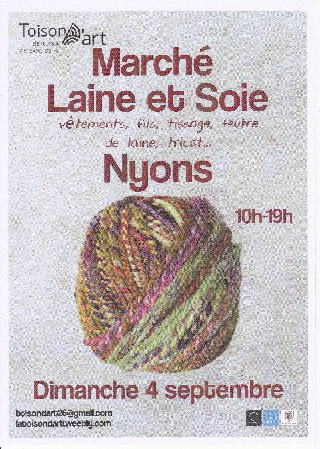 Toison d'art
Marché
Laine et Soie
vêtements, fils, tissage, feutre
de laine, tricot...
Nyons
10h-19h
Dimanche 4 septembre
toisondart26@gmail.com
latoisondart.weebly.com